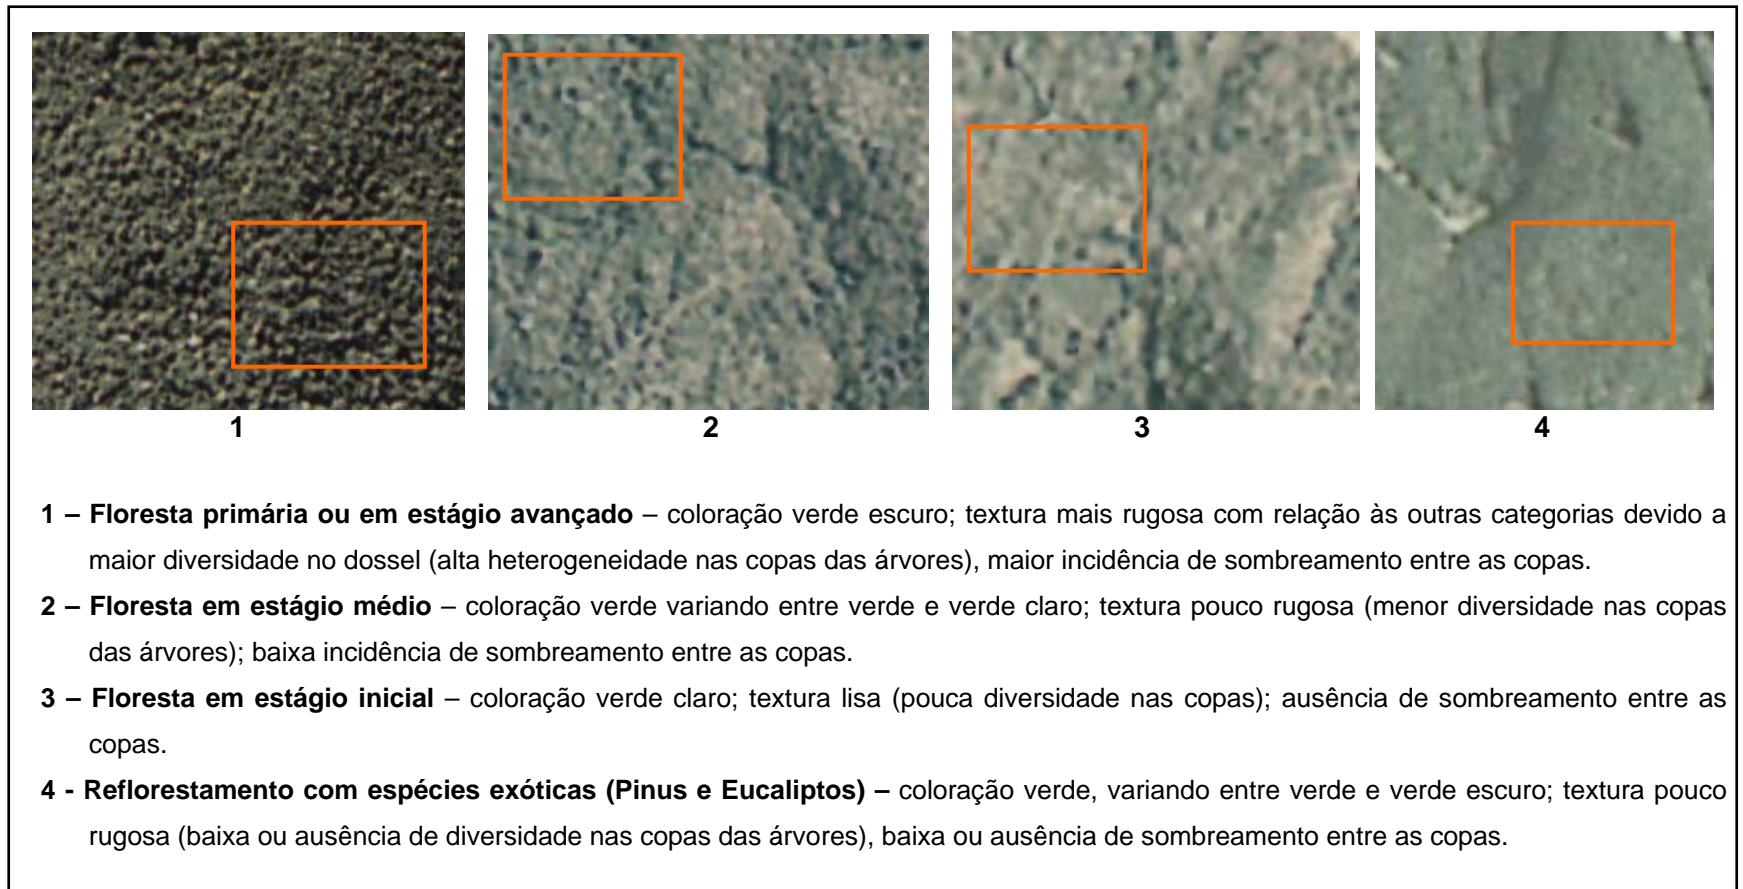 1
2
3
4
1 – Floresta primária ou em estágio avançado – coloração verde escuro; textura mais rugosa com relação às outras categorias devido a
maior diversidade no dossel (alta heterogeneidade nas copas das árvores), maior incidência de sombreamento entre as copas.
2 – Floresta em estágio médio – coloração verde variando entre verde e verde claro; textura pouco rugosa (menor diversidade nas copas
das árvores); baixa incidência de sombreamento entre as copas.
3 – Floresta em estágio inicial – coloração verde claro; textura lisa (pouca diversidade nas copas); ausência de sombreamento entre as
copas.
4 - Reflorestamento com espécies exóticas (Pinus e Eucaliptos) – coloração verde, variando entre verde e verde escuro; textura pouco
rugosa (baixa ou ausência de diversidade nas copas das árvores), baixa ou ausência de sombreamento entre as copas.